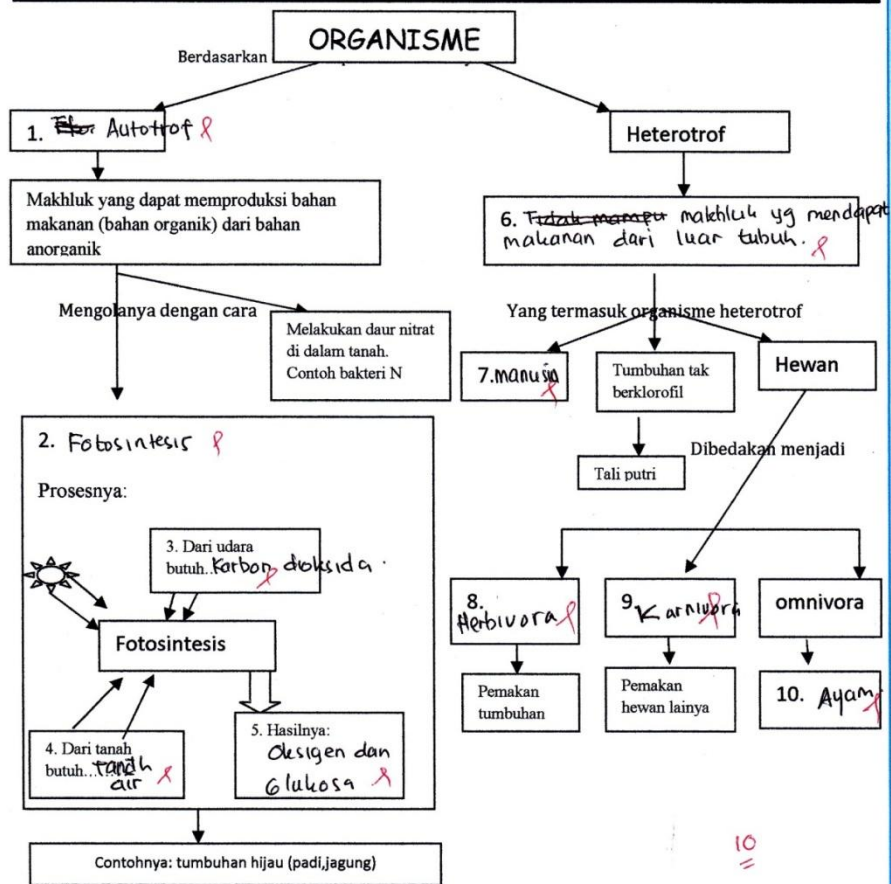 ORGANISME
Berdasarkan
1. Autotrof
Heterotrof
Makhluk yang dapat memproduksi bahan
makanan (bahan organik) dari bahan
anorganik
6. Tidak mampu makhluk yg mendapat
makanan dari luar tubuh.
Mengolanya dengan cara
Melakukan daur nitrat
di dalam tanah.
Contoh bakteri N
Yang termasuk organisme heterotrof
7.manusia
Tumbuhan tak
berklorofil
Hewan
Tali putri
Dibedakan menjadi
2. Fotosintesis
Prosesnya:
3. Dari udara
butuh..Karbon dioksida.
Fotosintesis
4. Dari tanah
butuh...
air
5. Hasilnya:
Oksigen dan
Glukosa
8.
Herbivora
9. Karnivora
omnivora
Pemakan
tumbuhan
Pemakan
hewan lainya
10. Ayam
Contohnya: tumbuhan hijau (padi,jagung)
10